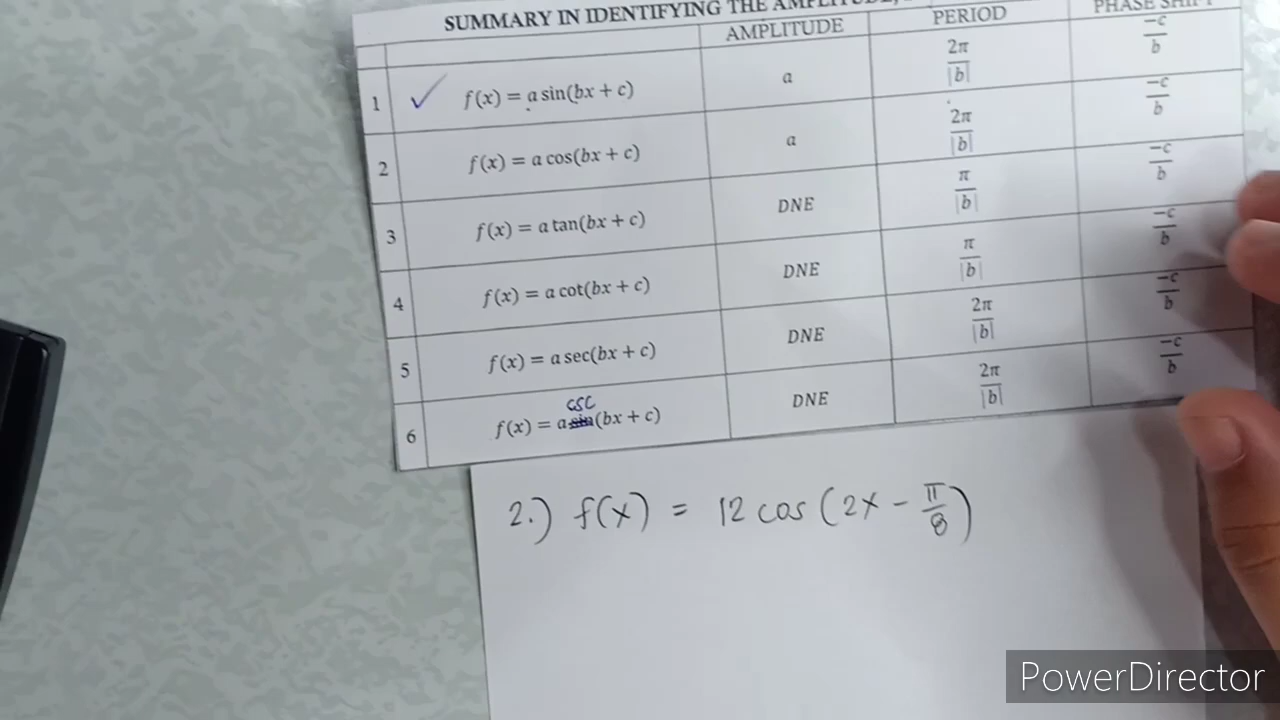 SUMMARY IN IDENTIFYING THE AMPLITUDE,
AMPLITUDE PERIOD PHASE SHIFT
1 ✓ f(x) = a sin(bx + c) a 2π/|b| −c/b
2 f(x) = a cos(bx + c) a 2π/|b| −c/b
3 f(x) = a tan(bx + c) DNE π/|b| −c/b
4 f(x) = a cot(bx + c) DNE π/|b| −c/b
5 f(x) = a sec(bx + c) DNE 2π/|b| −c/b
csc
6 f(x) = a sin(bx + c) DNE 2π/|b| −c/b
2.) f(x) = 12 cos (2x − π/8)
PowerDirector